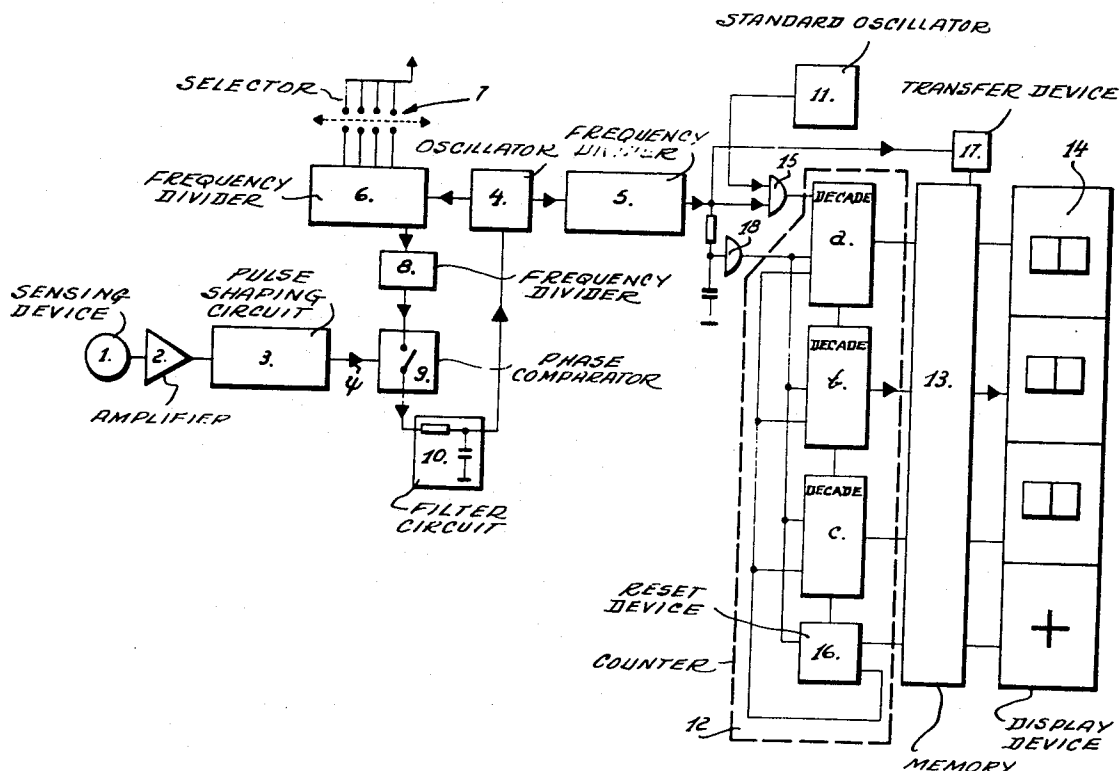 STANDARD OSCILLATOR
11.
TRANSFER DEVICE
17.
SELECTOR
7
FREQUENCY
DIVIDER
6.
OSCILLATOR
4.
FREQUENCY
5.
15
18
14
8.
FREQUENCY
DIVIDER
SENSING
DEVICE
1.
2.
AMPLIFIER
PULSE
SHAPING
CIRCUIT
3.
9.
PHASE
COMPARATOR
10.
FILTER
CIRCUIT
DECADE
a.
DECADE
b.
DECADE
c.
RESET
DEVICE
16.
COUNTER
12
13.
+
DISPLAY
DEVICE
MEMORY